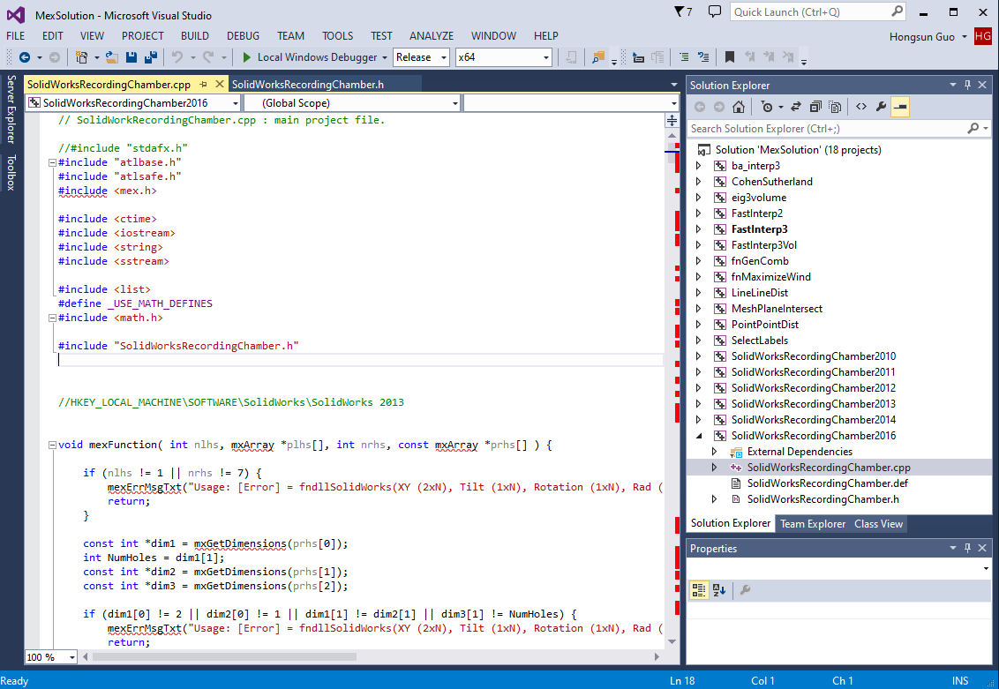 MexSolution - Microsoft Visual Studio
7
Quick Launch (Ctrl+Q)
FILE EDIT VIEW PROJECT BUILD DEBUG TEAM TOOLS TEST ANALYZE WINDOW HELP
Hongsun Guo HG
Local Windows Debugger Release x64
Server Explorer
Toolbox
SolidWorksRecordingChamber.cpp SolidWorksRecordingChamber.h
SolidWorksRecordingChamber2016 (Global Scope)
// SolidWorkRecordingChamber.cpp : main project file.
//#include "stdafx.h"
#include "atlbase.h"
#include "atlsafe.h"
#include <mex.h>
#include <ctime>
#include <iostream>
#include <string>
#include <sstream>
#include <list>
#define _USE_MATH_DEFINES
#include <math.h>
#include "SolidWorksRecordingChamber.h"
//HKEY_LOCAL_MACHINE\SOFTWARE\SolidWorks\SolidWorks 2013
void mexFunction( int nlhs, mxArray *plhs[], int nrhs, const mxArray *prhs[] ) {
if (nlhs != 1 || nrhs != 7) {
mexErrMsgTxt("Usage: [Error] = fndllSolidWorks(XY (2xN), Tilt (1xN), Rotation (1xN), Rad (
return;
}
const int *dim1 = mxGetDimensions(prhs[0]);
int NumHoles = dim1[1];
const int *dim2 = mxGetDimensions(prhs[1]);
const int *dim3 = mxGetDimensions(prhs[2]);
if (dim1[0] != 2 || dim2[0] != 1 || dim1[1] != dim2[1] || dim3[1] != NumHoles) {
mexErrMsgTxt("Usage: [Error] = fndllSolidWorks(XY (2xN), Tilt (1xN), Rotation (1xN), Rad (
return;
100 %
Solution Explorer
Search Solution Explorer (Ctrl+;)
Solution 'MexSolution' (18 projects)
ba_interp3
CohenSutherland
eig3volume
FastInterp2
FastInterp3
FastInterp3Vol
fnGenComb
fnMaximizeWind
LineLineDist
MeshPlaneIntersect
PointPointDist
SelectLabels
SolidWorksRecordingChamber2010
SolidWorksRecordingChamber2011
SolidWorksRecordingChamber2012
SolidWorksRecordingChamber2013
SolidWorksRecordingChamber2014
SolidWorksRecordingChamber2016
External Dependencies
SolidWorksRecordingChamber.cpp
SolidWorksRecordingChamber.def
SolidWorksRecordingChamber.h
Solution Explorer Team Explorer Class View
Properties
Ready Ln 18 Col 1 Ch 1 INS